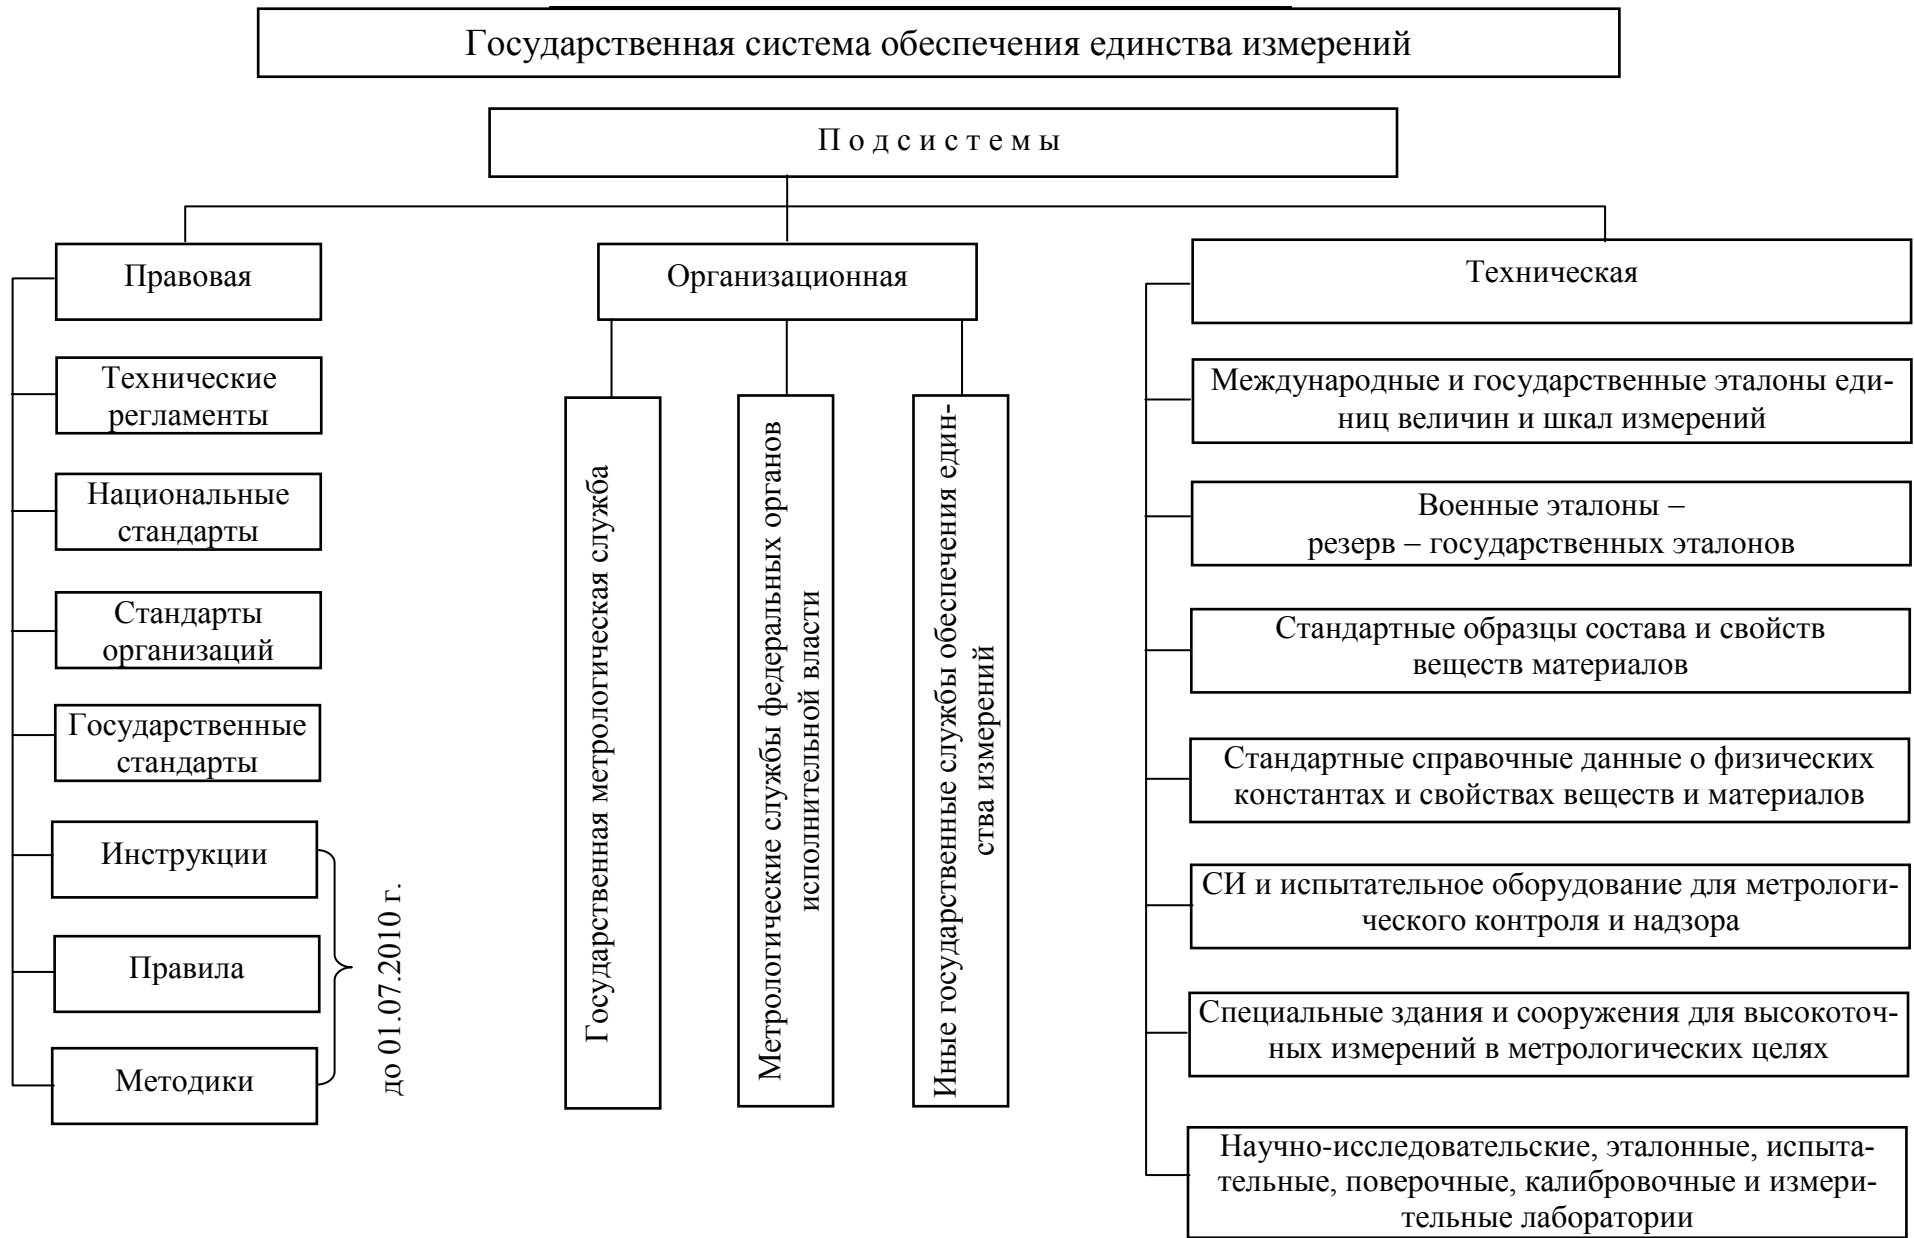 Государственная система обеспечения единства измерений
П о д с и с т е м ы
Правовая
Технические
регламенты
Национальные
стандарты
Стандарты
организаций
Государственные
стандарты
Инструкции
Правила
Методики
до 01.07.2010 г.
Организационная
Государственная метрологическая служба
Метрологические службы федеральных органов
исполнительной власти
Иные государственные службы обеспечения един-
ства измерений
Техническая
Международные и государственные эталоны еди-
ниц величин и шкал измерений
Военные эталоны –
резерв – государственных эталонов
Стандартные образцы состава и свойств
веществ материалов
Стандартные справочные данные о физических
константах и свойствах веществ и материалов
СИ и испытательное оборудование для метрологи-
ческого контроля и надзора
Специальные здания и сооружения для высокоточ-
ных измерений в метрологических целях
Научно-исследовательские, эталонные, испыта-
тельные, поверочные, калибровочные и измери-
тельные лаборатории